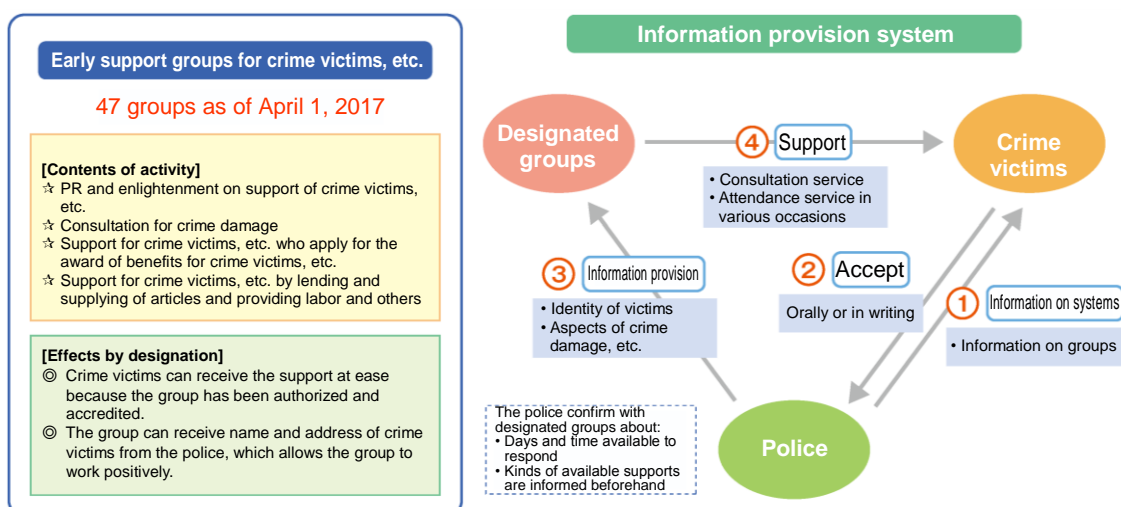 Early support groups for crime victims, etc.
47 groups as of April 1, 2017
[Contents of activity]
☆ PR and enlightenment on support of crime victims,
etc.
☆ Consultation for crime damage
☆ Support for crime victims, etc. who apply for the
award of benefits for crime victims, etc.
☆ Support for crime victims, etc. by lending and
supplying of articles and providing labor and others
[Effects by designation]
◎ Crime victims can receive the support at ease
because the group has been authorized and
accredited.
◎ The group can receive name and address of crime
victims from the police, which allows the group to
work positively.
Information provision system
Designated
groups
④ Support
• Consultation service
• Attendance service in
various occasions
Crime
victims
③ Information provision
• Identity of victims
• Aspects of crime
damage, etc.
② Accept
Orally or in writing
① Information on systems
• Information on groups
The police confirm with
designated groups about:
• Days and time available to
respond
• Kinds of available supports
are informed beforehand
Police